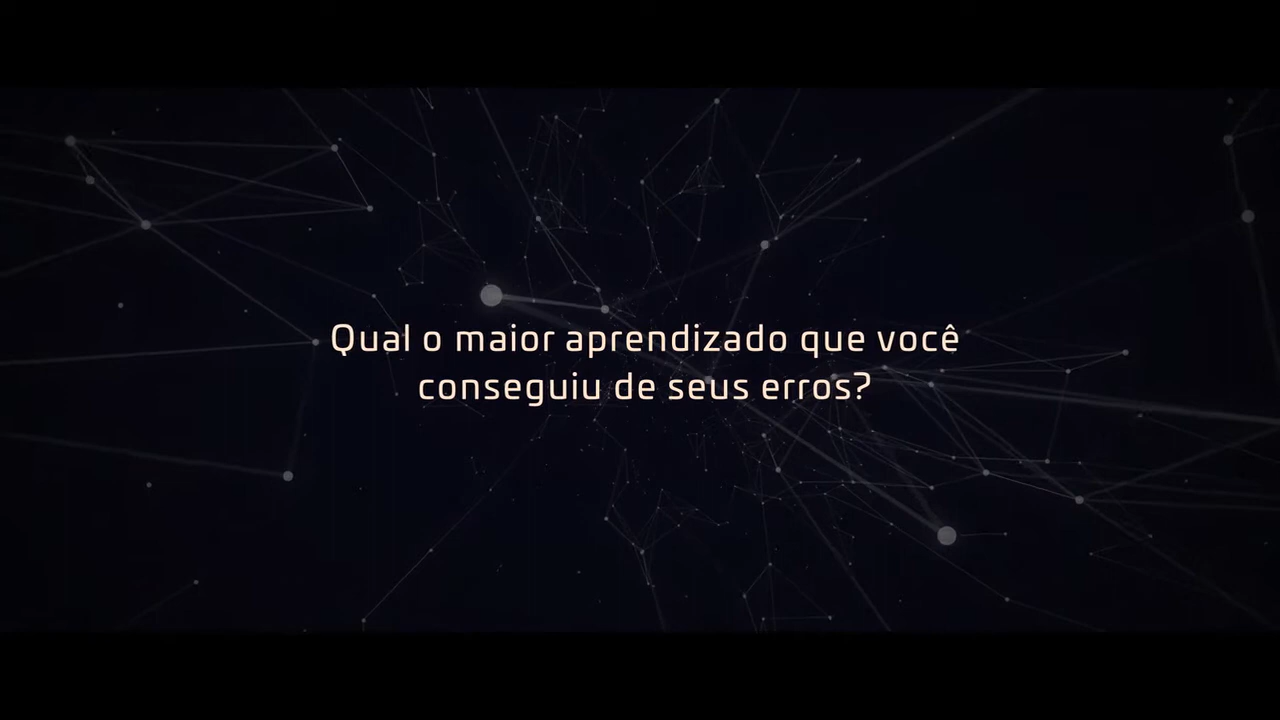 Qual o maior aprendizado que você
conseguiu de seus erros?